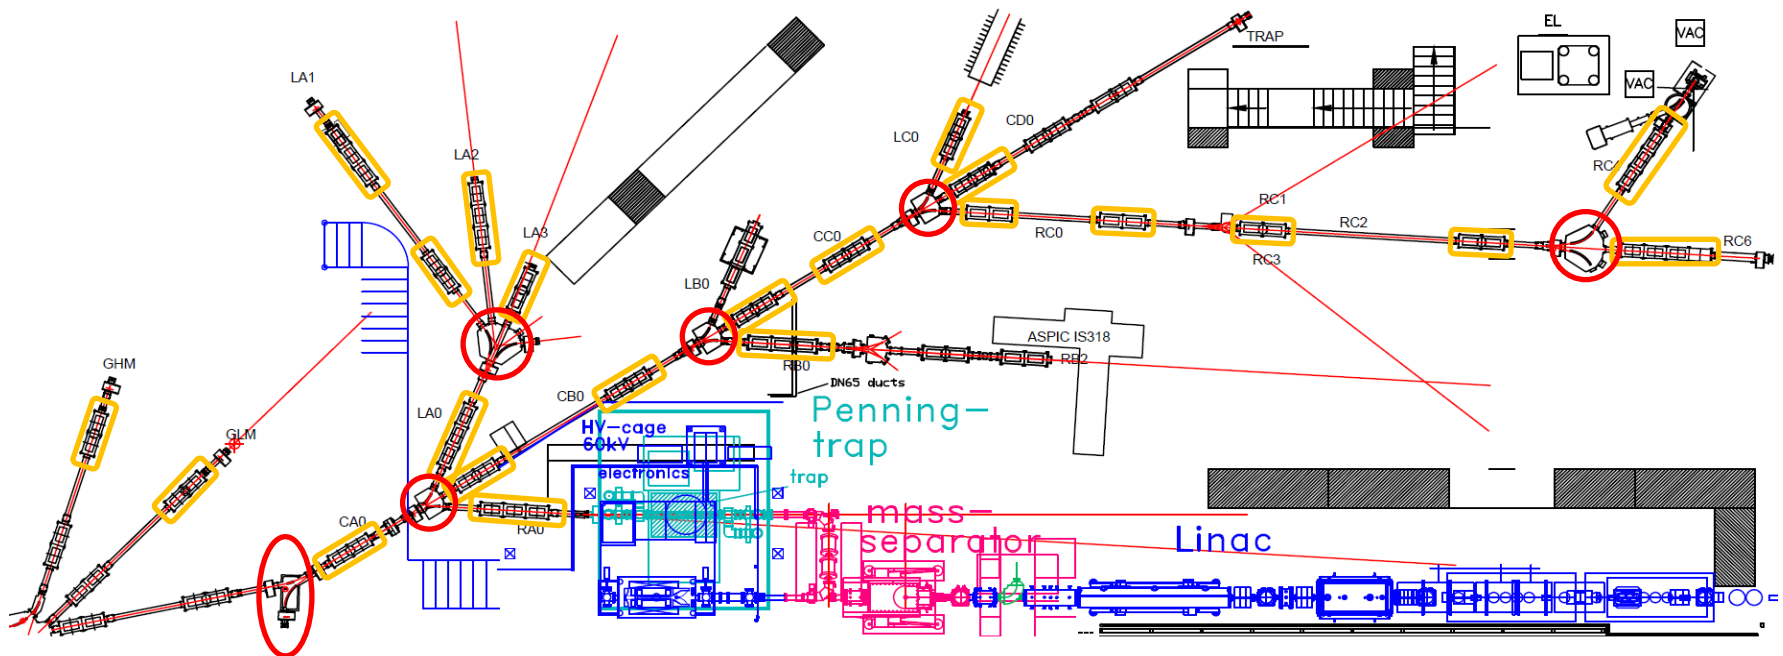 EL
VAC
TRAP
LA1
VAC
CD0
LC0
LA2
RC1
RC2
LA3
CC0
RC0
RC6
RC3
LB0
ASPIC IS318
GHM
RB0
RB2
DN65 ducts
CB0
Penning-
trap
LA0
HV-cage
60kV
GLM
electronics
trap
CA0
RA0
mass-
separator
Linac